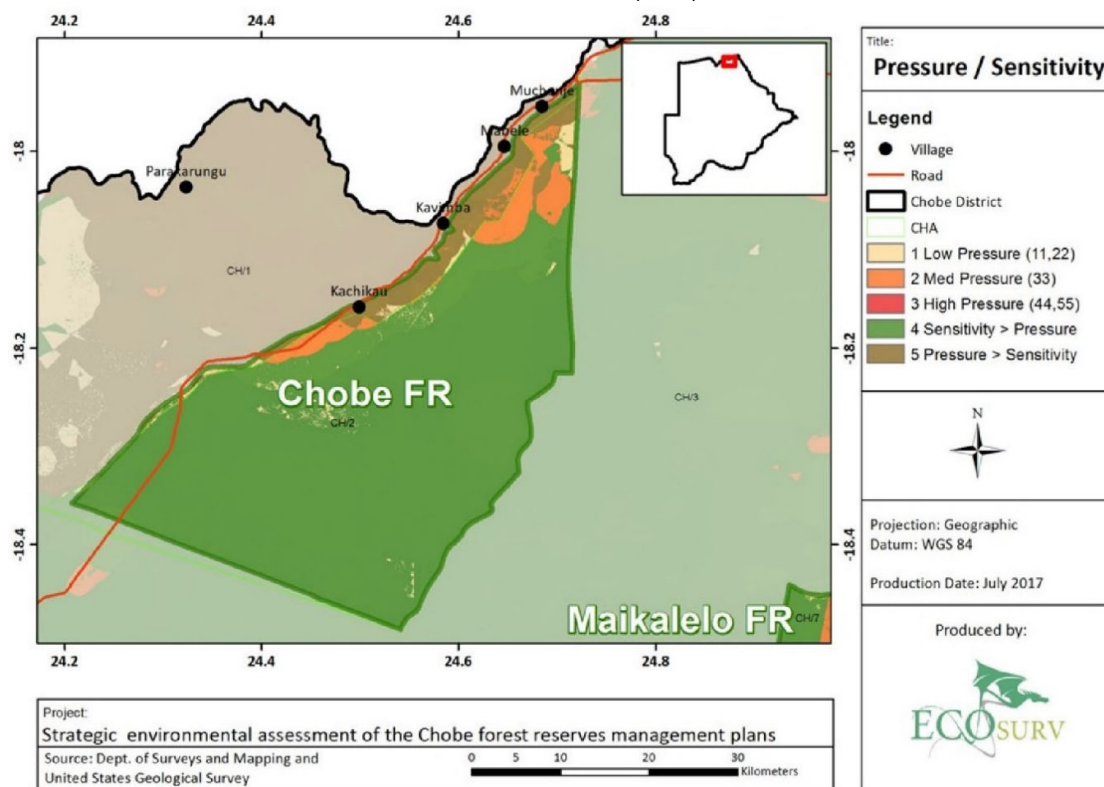 24.2 24.4 24.6 24.8
-18
-18.2
-18.4
Muchenje
Mabele
Parakarungu
Kavimba
CH/1
Kachikau
Chobe FR
CH/2
CH/3
Maikalelo FR
CH/7
-18
-18.2
-18.4
24.2 24.4 24.6 24.8
Title:
Pressure / Sensitivity
Legend
Village
Road
Chobe District
CHA
1 Low Pressure (11,22)
2 Med Pressure (33)
3 High Pressure (44,55)
4 Sensitivity > Pressure
5 Pressure > Sensitivity
N
Projection: Geographic
Datum: WGS 84
Production Date: July 2017
Produced by:
ECOSURV
Project:
Strategic environmental assessment of the Chobe forest reserves management plans
Source: Dept. of Surveys and Mapping and
United States Geological Survey
0 5 10 20 30
Kilometers